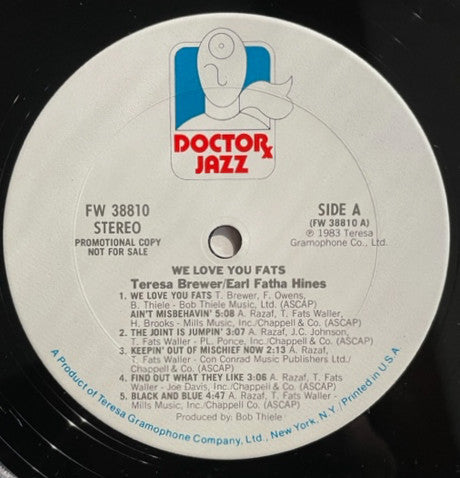 DOCTOR℞
JAZZ
FW 38810
STEREO
PROMOTIONAL COPY
NOT FOR SALE
SIDE A
(FW 38810 A)
℗ 1983 Teresa
Gramophone Co., Ltd.
WE LOVE YOU FATS
Teresa Brewer/Earl Fatha Hines
1. WE LOVE YOU FATS T. Brewer, F. Owens,
B. Thiele - Bob Thiele Music, Ltd. (ASCAP)
AIN'T MISBEHAVIN' 5:08 A. Razaf, T. Fats Waller,
H. Brooks - Mills Music, Inc./Chappell & Co. (ASCAP)
2. THE JOINT IS JUMPIN' 3:07 A. Razaf, J.C. Johnson,
T. Fats Waller - PL. Ponce, Inc./Chappell & Co. (ASCAP)
3. KEEPIN' OUT OF MISCHIEF NOW 2:13 A. Razaf,
T. Fats Waller - Con Conrad Music Publishers Ltd./
Chappell & Co. (ASCAP)
4. FIND OUT WHAT THEY LIKE 3:06 A. Razaf, T. Fats
Waller - Joe Davis, Inc./Chappell & Co. (ASCAP)
5. BLACK AND BLUE 4:47 A. Razaf, T. Fats Waller -
Mills Music, Inc./Chappell & Co. (ASCAP)
Produced by: Bob Thiele
A Product of Teresa Gramophone Company, Ltd., New York, N.Y./Printed in U.S.A